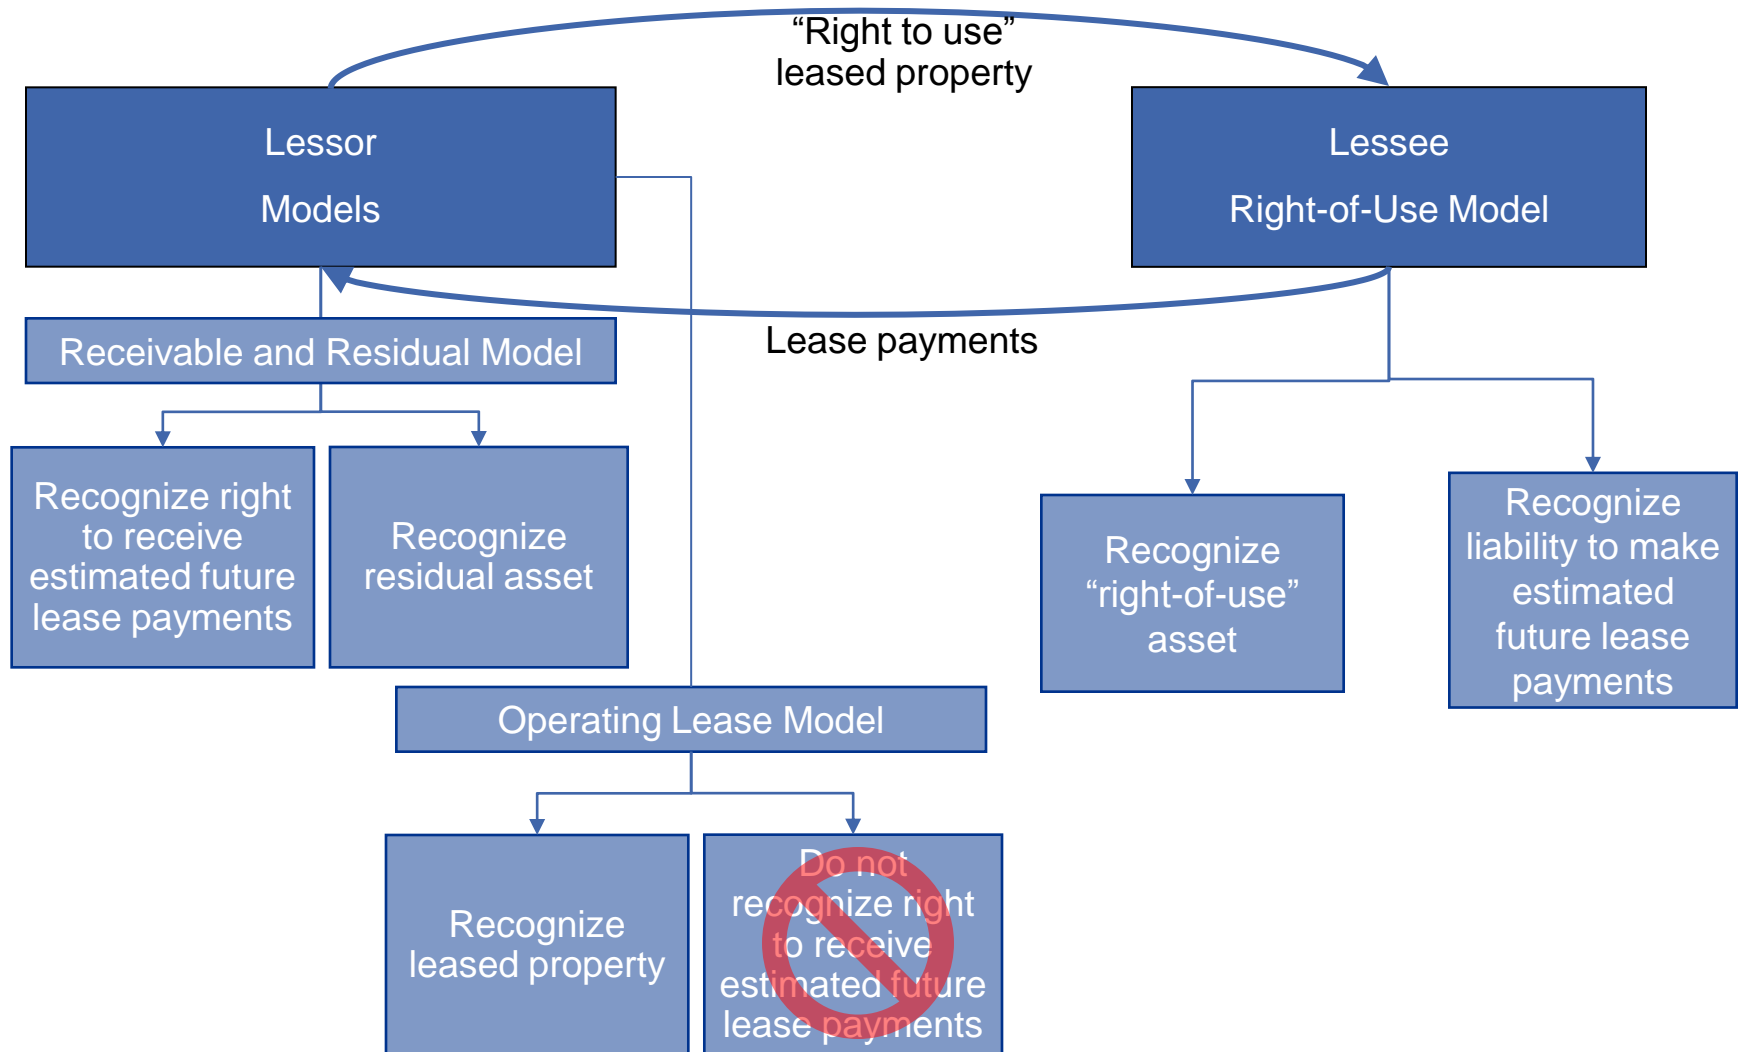 “Right to use”
leased property
Lessor
Models
Lessee
Right-of-Use Model
Lease payments
Receivable and Residual Model
Recognize right
to receive
estimated future
lease payments
Recognize
residual asset
Recognize
“right-of-use”
asset
Recognize
liability to make
estimated
future lease
payments
Operating Lease Model
Recognize
leased property
Do not
recognize right
to receive
estimated future
lease payments